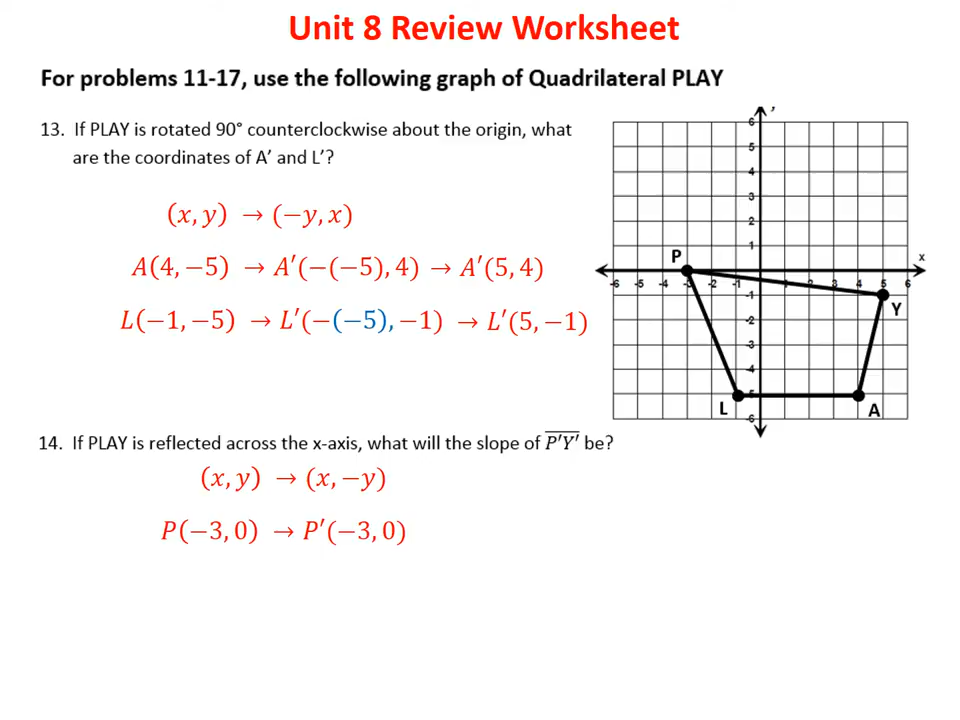 Unit 8 Review Worksheet
For problems 11-17, use the following graph of Quadrilateral PLAY
13. If PLAY is rotated 90° counterclockwise about the origin, what
are the coordinates of A' and L'?
(x, y) → (−y, x)
A(4, −5) → A'(−(−5), 4) → A'(5, 4)
L(−1, −5) → L'(−(−5), −1) → L'(5, −1)
14. If PLAY is reflected across the x-axis, what will the slope of P'Y' be?
(x, y) → (x, −y)
P(−3, 0) → P'(−3, 0)
6
5
4
3
2
1
P
x
-6 -5 -4 -3 -2 -1 1 2 3 4 5 6
-1
Y
-2
-3
-4
-5
L
A
-6